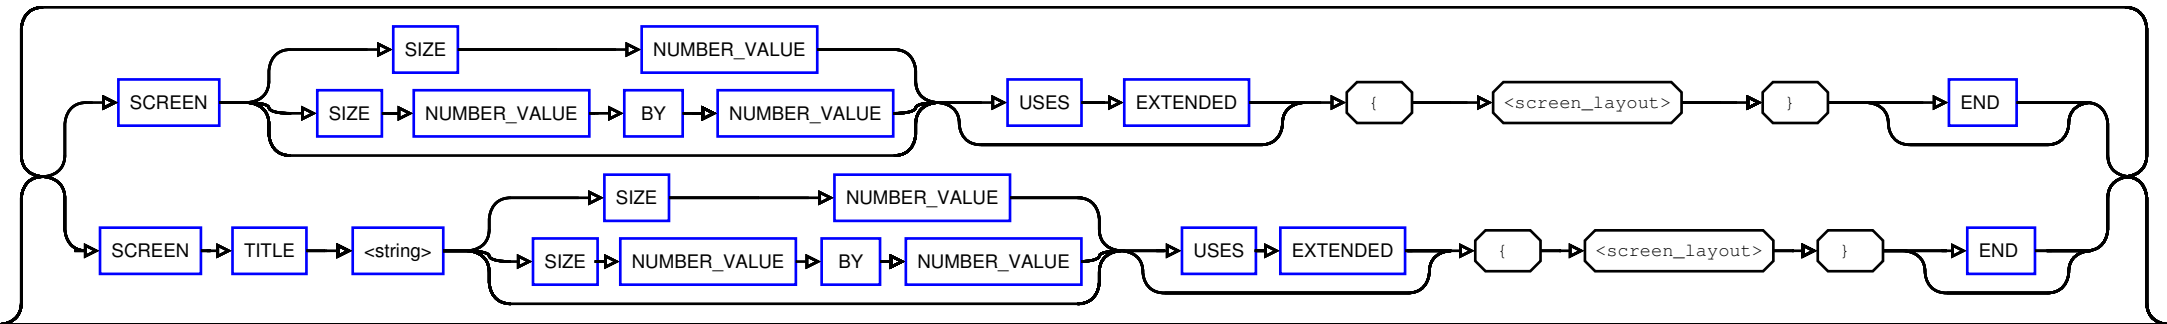 SIZE NUMBER_VALUE
SCREEN USES EXTENDED { <screen_layout> } END
SIZE NUMBER_VALUE BY NUMBER_VALUE
SIZE NUMBER_VALUE
SCREEN TITLE <string> USES EXTENDED { <screen_layout> } END
SIZE NUMBER_VALUE BY NUMBER_VALUE